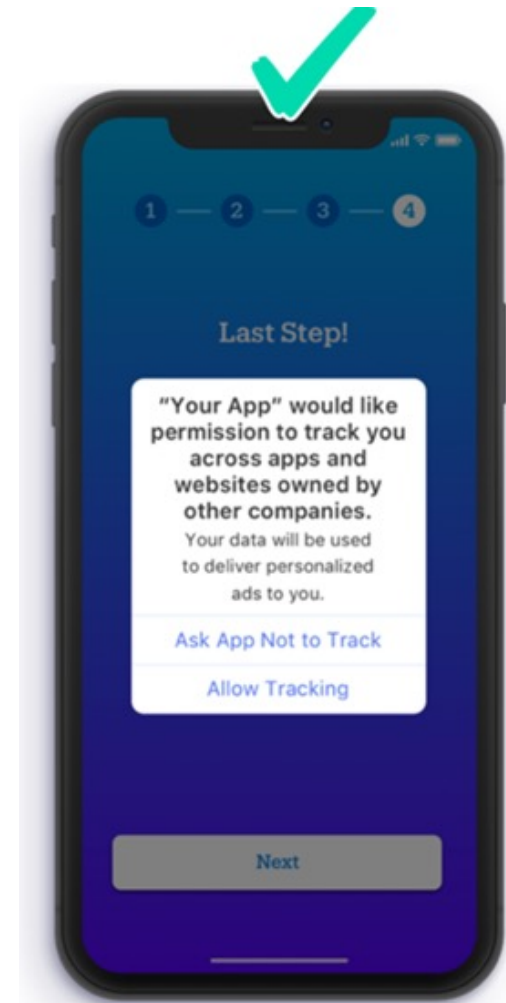 1 — 2 — 3 — 4
Last Step!
“Your App” would like
permission to track you
across apps and
websites owned by
other companies.
Your data will be used
to deliver personalized
ads to you.
Ask App Not to Track
Allow Tracking
Next